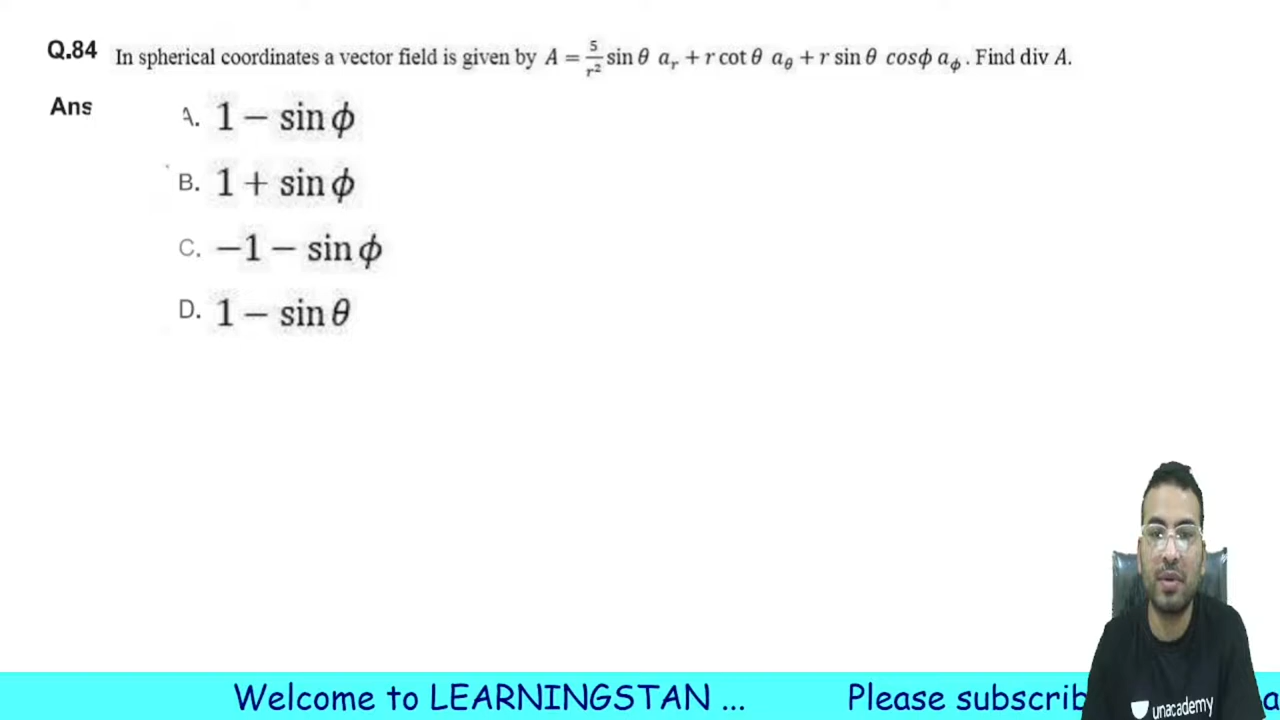 Q.84 In spherical coordinates a vector field is given by A = 5/r² sin θ a_r + r cot θ a_θ + r sin θ cosϕ a_ϕ. Find div A.
Ans
A. 1 − sin ϕ
B. 1 + sin ϕ
C. −1 − sin ϕ
D. 1 − sin θ
unacademy
Welcome to LEARNINGSTAN ... Please subscrib